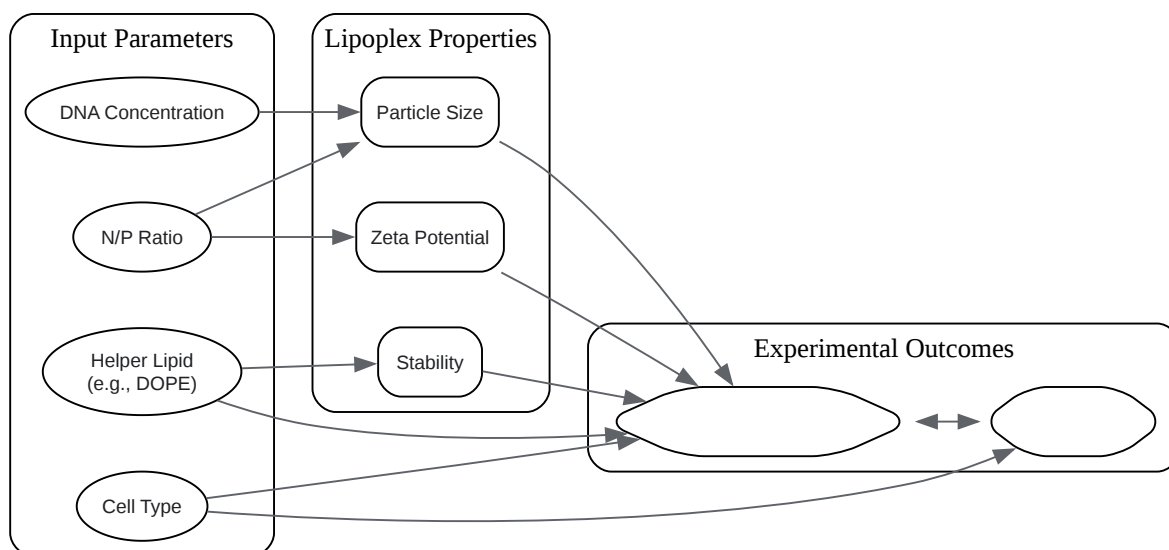 Input Parameters
Lipoplex Properties
DNA Concentration
Particle Size
N/P Ratio
Zeta Potential
Helper Lipid
(e.g., DOPE)
Stability
Experimental Outcomes
Cell Type